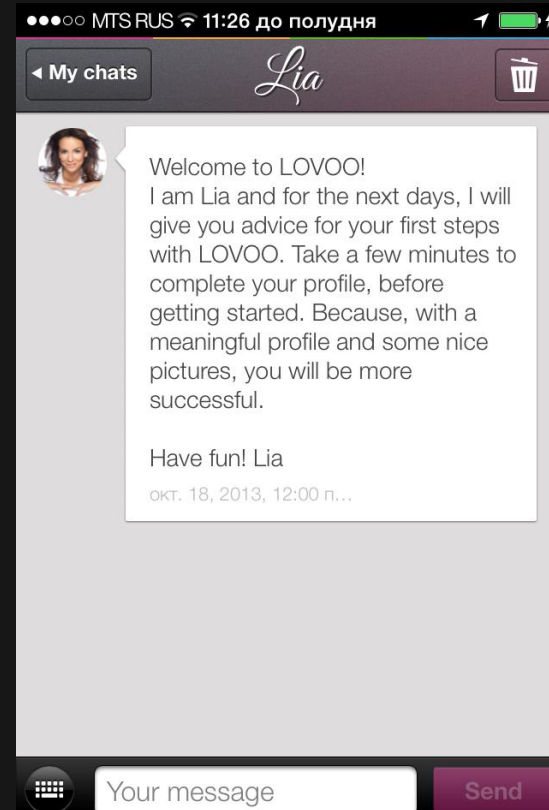 MTS RUS 11:26 до полудня
My chats
Lia
Welcome to LOVOO!
I am Lia and for the next days, I will
give you advice for your first steps
with LOVOO. Take a few minutes to
complete your profile, before
getting started. Because, with a
meaningful profile and some nice
pictures, you will be more
successful.
Have fun! Lia
окт. 18, 2013, 12:00 п...
Your message
Send